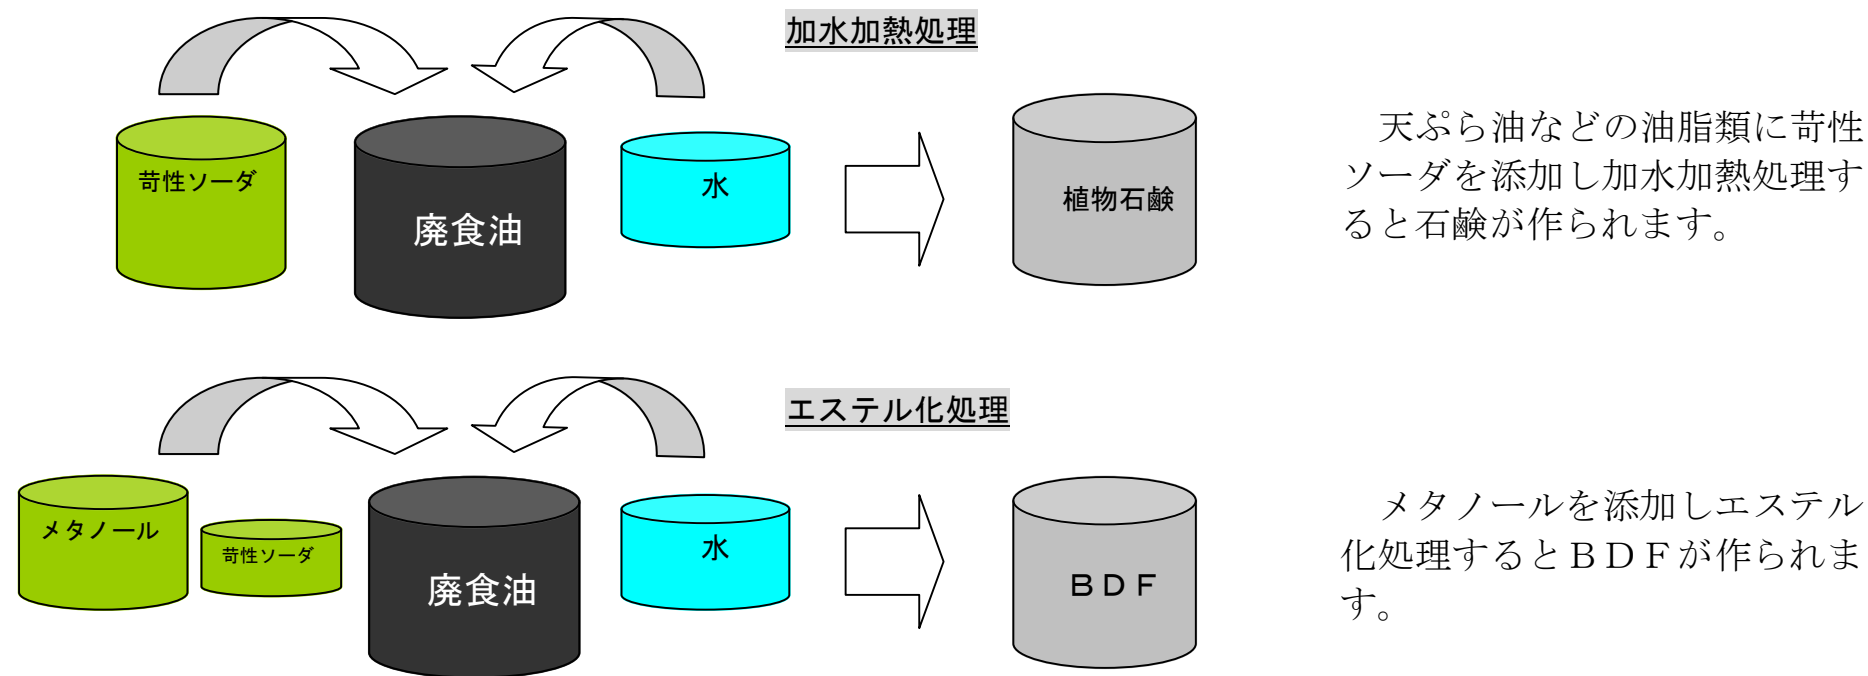 加水加熱処理
苛性ソーダ
廃食油
水
植物石鹸
天ぷら油などの油脂類に苛性
ソーダを添加し加水加熱処理す
ると石鹸が作られます。
エステル化処理
メタノール
苛性ソーダ
廃食油
水
ＢＤＦ
メタノールを添加しエステル
化処理するとＢＤＦが作られま
す。